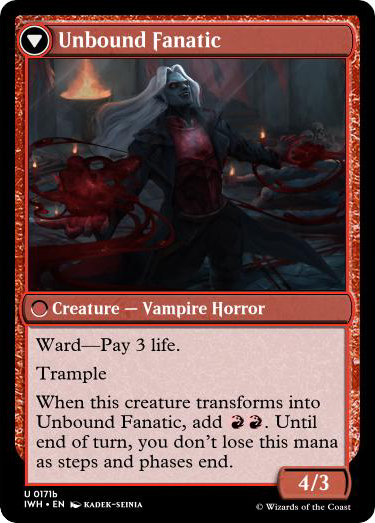 Unbound Fanatic
Creature — Vampire Horror
Ward—Pay 3 life.
Trample
When this creature transforms into
Unbound Fanatic, add. Until
end of turn, you don't lose this mana
as steps and phases end.
4/3
U 0171b
IWH • EN KADEK-SEINIA
© Wizards of the Coast